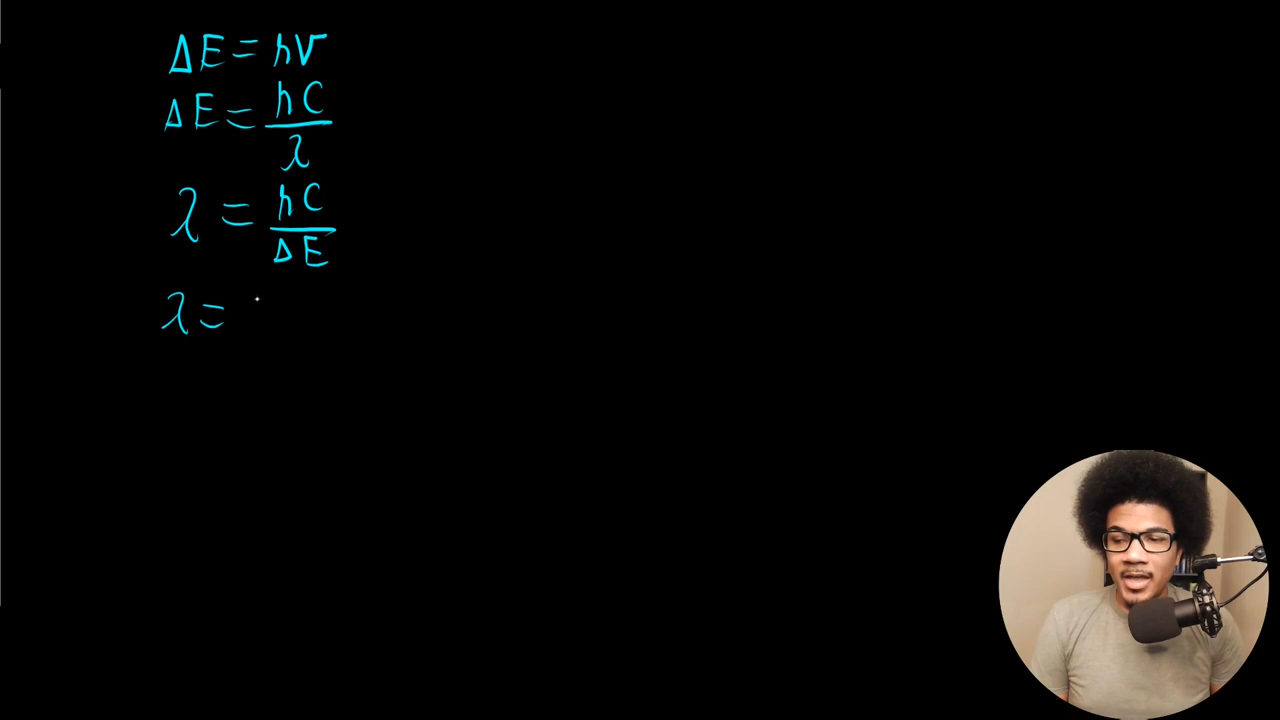 ΔE = hν
ΔE = hC/λ
λ = hC/ΔE
λ =